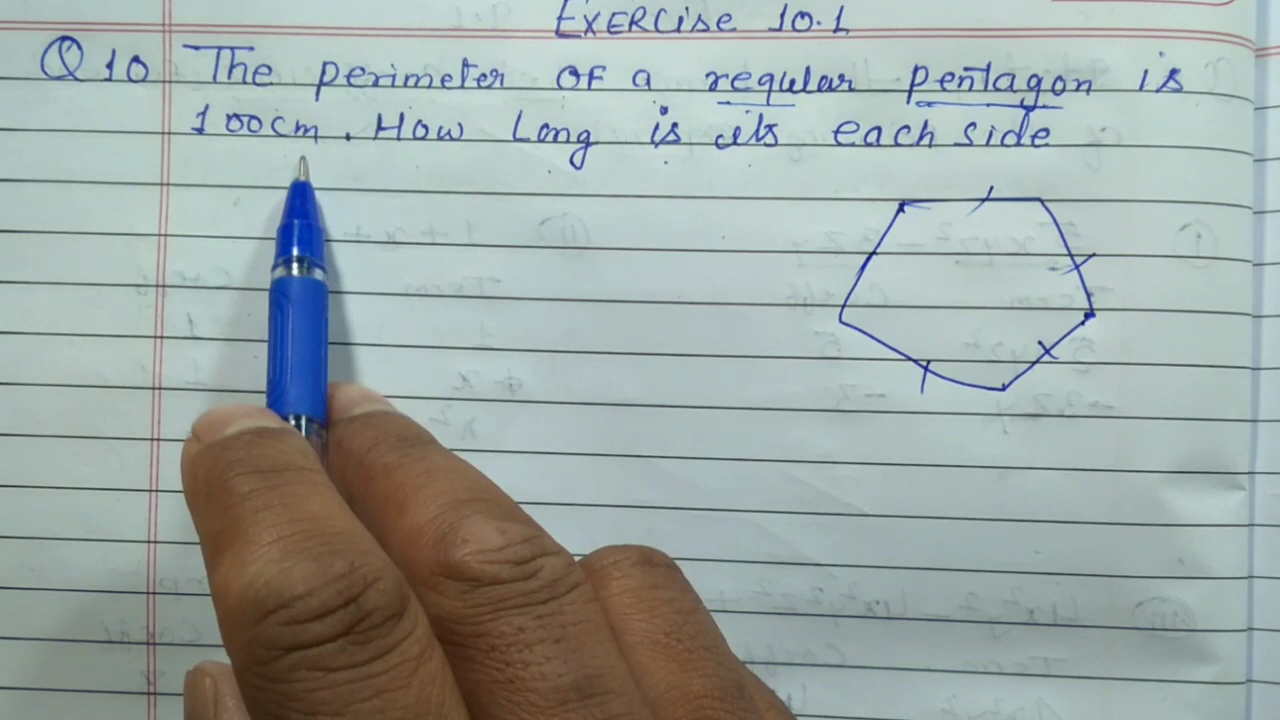 EXERCISE 10.1
Q10 The perimeter of a regular pentagon is
100cm. How Long is its each side